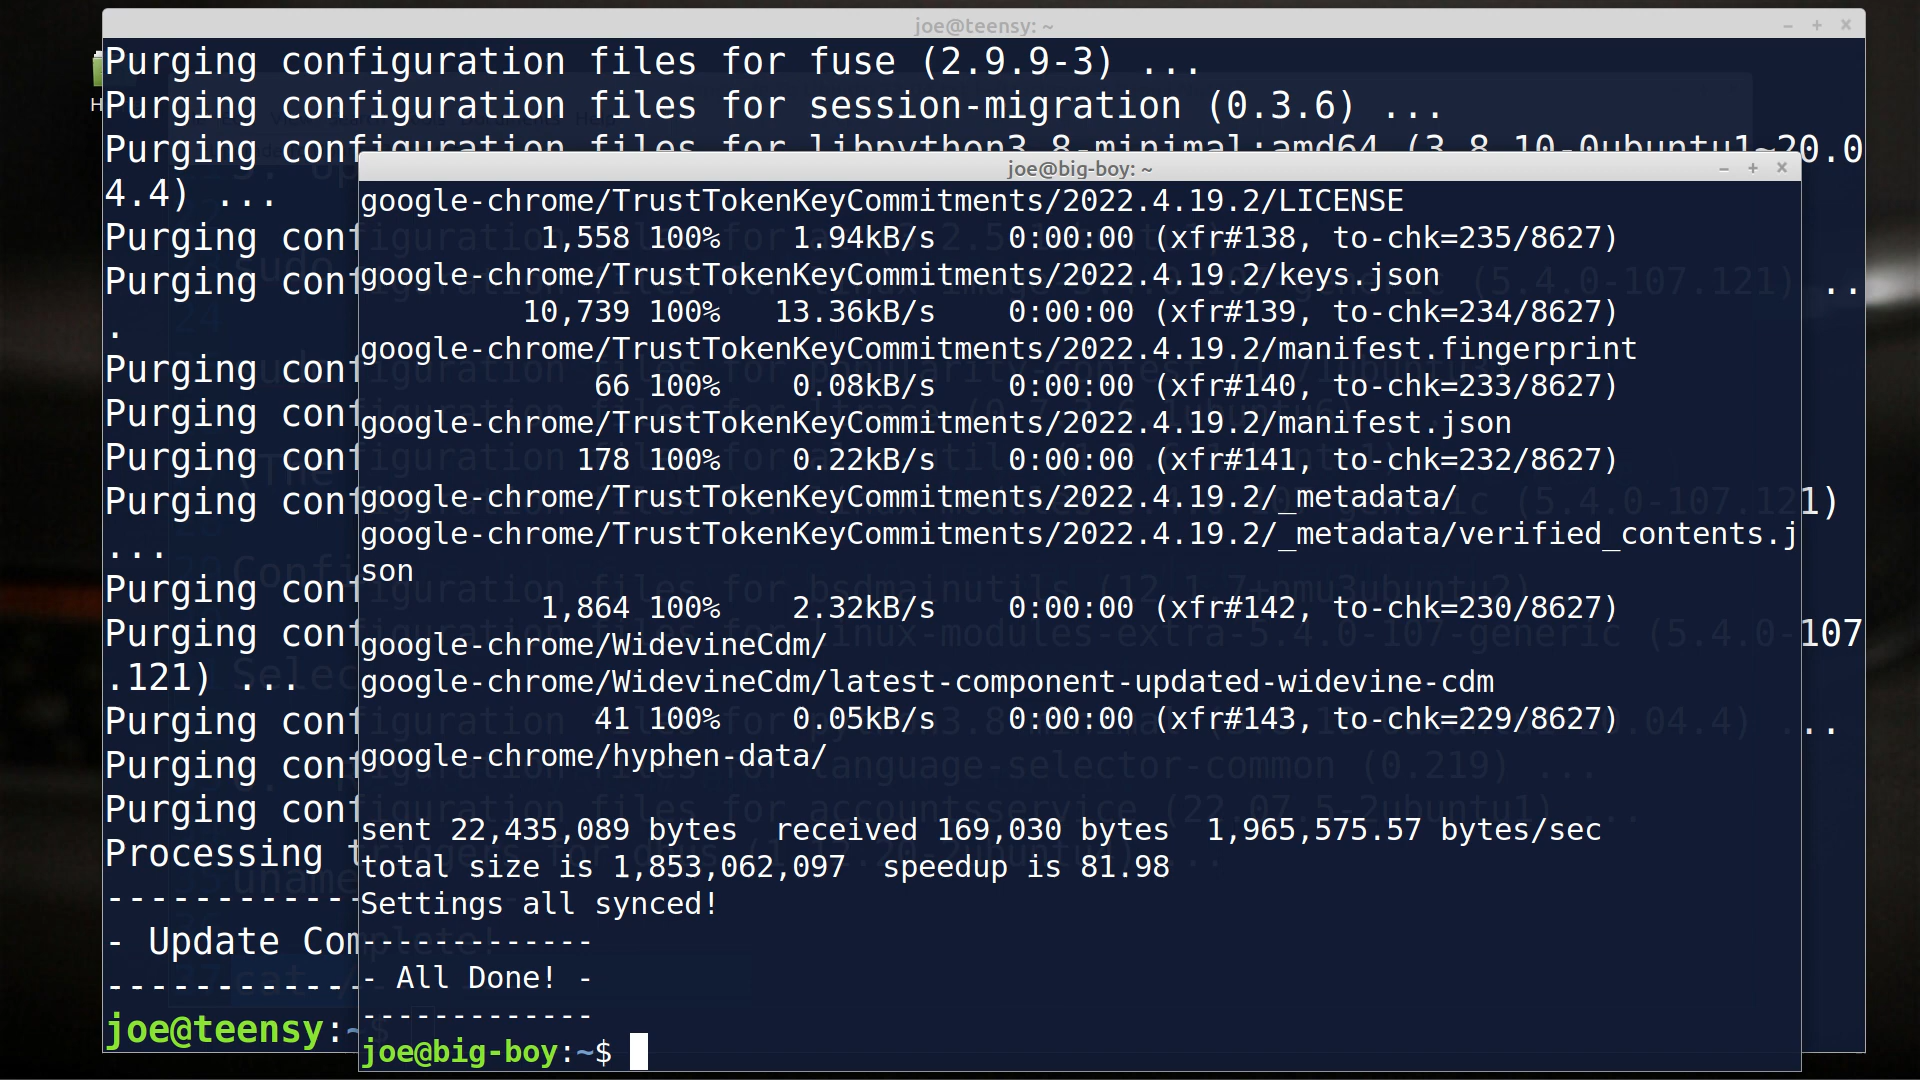 joe@teensy: ~
Purging configuration files for fuse (2.9.9-3) ...
Purging configuration files for session-migration (0.3.6) ...
Purging configuration files for libpython3.8-minimal:amd64 (3.8.10-0ubuntu1~20.0
4.4) ...
Purging conf
Purging conf ..
.
Purging conf
Purging conf
Purging conf
Purging conf 1)
...
Purging conf
Purging conf 107
.121) ...
Purging conf ..
Purging conf
Purging conf
Processing t
------------
- Update Com
------------
joe@teensy:~$
joe@big-boy: ~
google-chrome/TrustTokenKeyCommitments/2022.4.19.2/LICENSE
1,558 100% 1.94kB/s 0:00:00 (xfr#138, to-chk=235/8627)
google-chrome/TrustTokenKeyCommitments/2022.4.19.2/keys.json
10,739 100% 13.36kB/s 0:00:00 (xfr#139, to-chk=234/8627)
google-chrome/TrustTokenKeyCommitments/2022.4.19.2/manifest.fingerprint
66 100% 0.08kB/s 0:00:00 (xfr#140, to-chk=233/8627)
google-chrome/TrustTokenKeyCommitments/2022.4.19.2/manifest.json
178 100% 0.22kB/s 0:00:00 (xfr#141, to-chk=232/8627)
google-chrome/TrustTokenKeyCommitments/2022.4.19.2/_metadata/
google-chrome/TrustTokenKeyCommitments/2022.4.19.2/_metadata/verified_contents.j
son
1,864 100% 2.32kB/s 0:00:00 (xfr#142, to-chk=230/8627)
google-chrome/WidevineCdm/
google-chrome/WidevineCdm/latest-component-updated-widevine-cdm
41 100% 0.05kB/s 0:00:00 (xfr#143, to-chk=229/8627)
google-chrome/hyphen-data/
sent 22,435,089 bytes  received 169,030 bytes  1,965,575.57 bytes/sec
total size is 1,853,062,097  speedup is 81.98
Settings all synced!
-------------
- All Done! -
-------------
joe@big-boy:~$